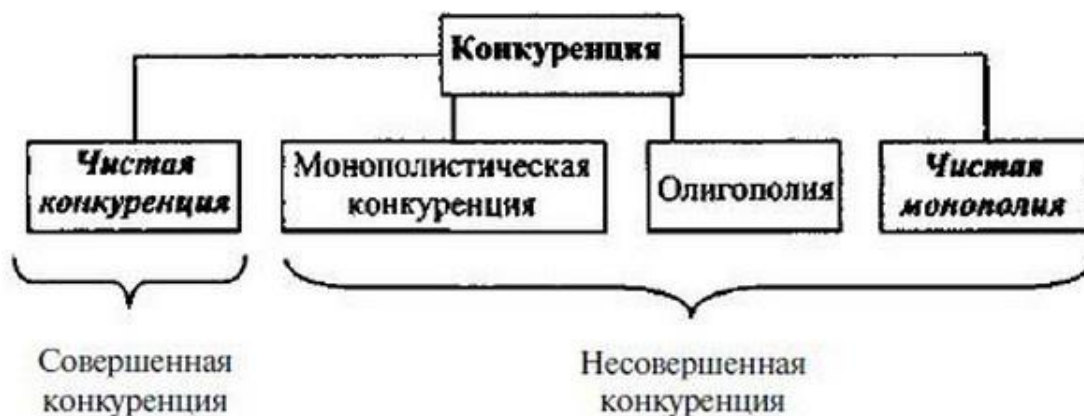 Конкуренция
Чистая
конкуренция
Монополистическая
конкуренция
Олигополия
Чистая
монополия
Совершенная
конкуренция
Несовершенная
конкуренция